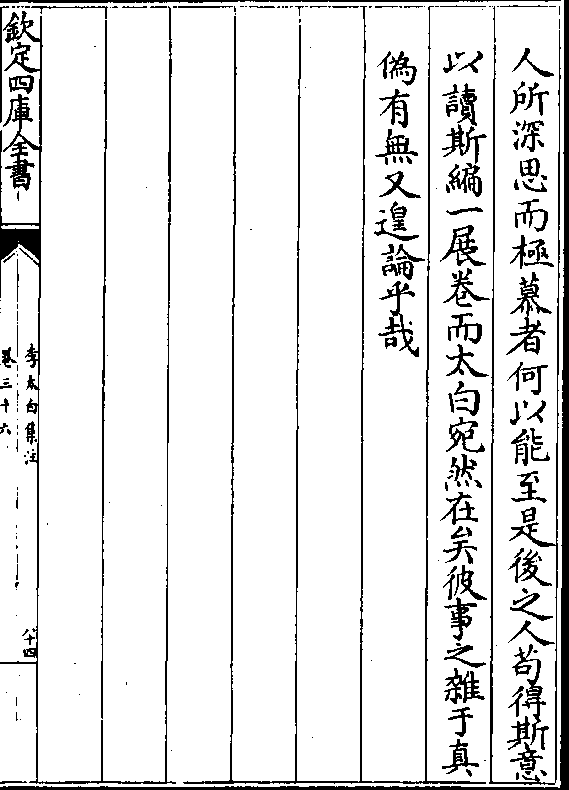 人所深思而極慕者何以能至是後之人茍得斯意
以讀斯編一展卷而太白宛然在矣彼事之雜于真
偽有無又遑論乎哉
欽定四庫全書
李太白集注
卷三十六